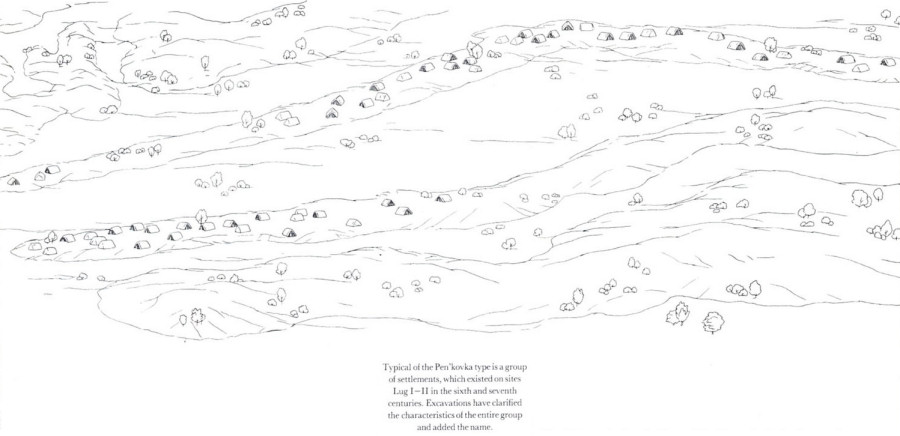 Typical of the Pen'kovka type is a group
of settlements, which existed on sites
Lug I–II in the sixth and seventh
centuries. Excavations have clarified
the characteristics of the entire group
and added the name.